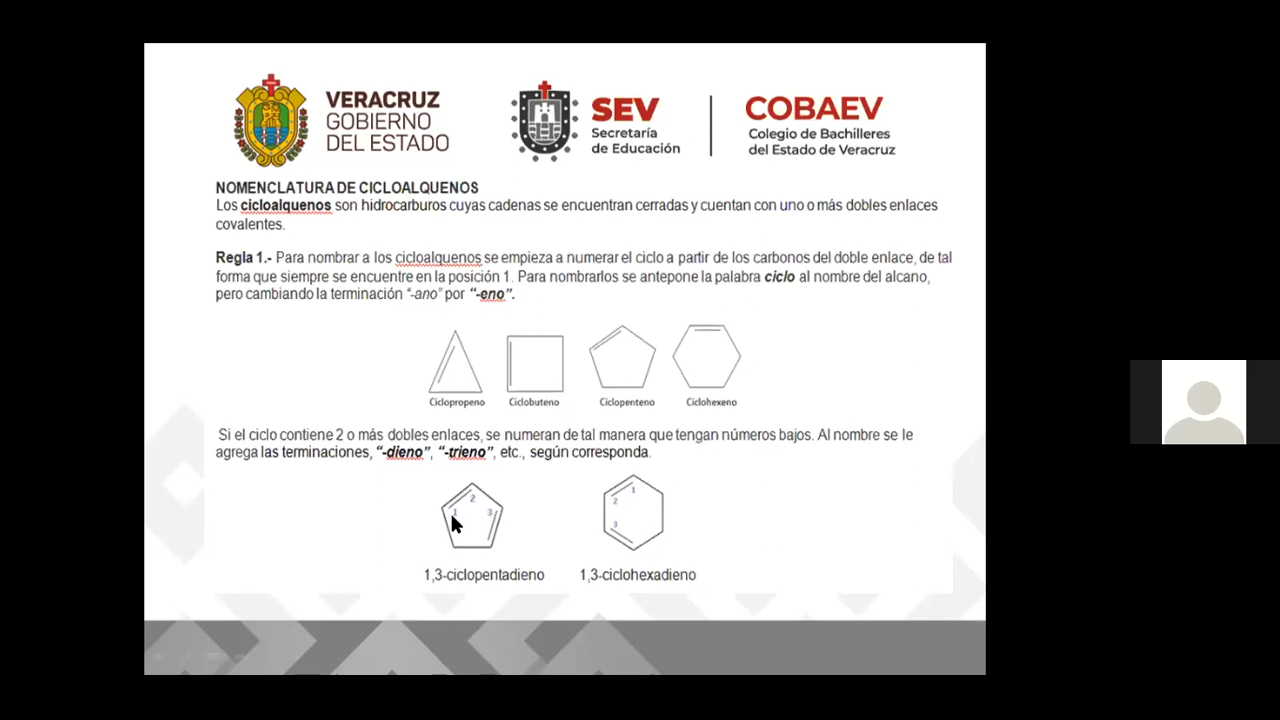 VERACRUZ
GOBIERNO
DEL ESTADO
SEV
Secretaría
de Educación
COBAEV
Colegio de Bachilleres
del Estado de Veracruz
NOMENCLATURA DE CICLOALQUENOS
Los cicloalquenos son hidrocarburos cuyas cadenas se encuentran cerradas y cuentan con uno o más dobles enlaces
covalentes.
Regla 1.- Para nombrar a los cicloalquenos se empieza a numerar el ciclo a partir de los carbonos del doble enlace, de tal
forma que siempre se encuentre en la posición 1. Para nombrarlos se antepone la palabra ciclo al nombre del alcano,
pero cambiando la terminación “-ano” por “-eno”.
Ciclopropeno Ciclobuteno Ciclopenteno Ciclohexeno
Si el ciclo contiene 2 o más dobles enlaces, se numeran de tal manera que tengan números bajos. Al nombre se le
agrega las terminaciones, “-dieno”, “-trieno”, etc., según corresponda.
2
1 3
1
2
3
1,3-ciclopentadieno 1,3-ciclohexadieno